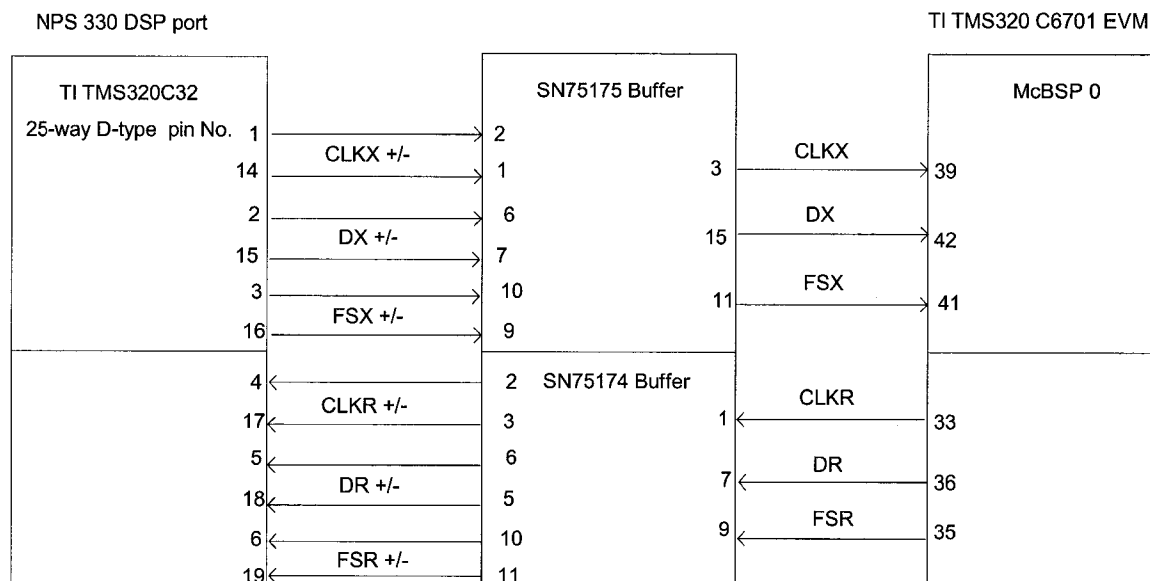 NPS 330 DSP port
TI TMS320 C6701 EVM
TI TMS320C32
25-way D-type pin No.
SN75175 Buffer
McBSP 0
1
2
CLKX +/-
14
1
3
CLKX
39
2
6
DX +/-
15
7
15
DX
42
3
10
FSX +/-
16
9
11
FSX
41
SN75174 Buffer
4
2
CLKR +/-
17
3
1
CLKR
33
5
6
DR +/-
18
5
7
DR
36
6
10
FSR +/-
19
11
9
FSR
35